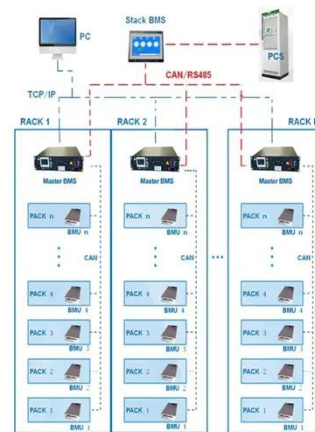 PC
Stack BMS
PCS
CAN/RS485
TCP/IP
RACK 1
RACK 2
RACK
Master BMS
Master BMS
Master BMS
PACK n
PACK n
PACK n
BMU n
BMU n
BMU n
CAN
CAN
CAN
PACK 4
PACK 4
PACK 4
BMU 4
BMU 4
BMU 4
PACK 3
PACK 3
PACK 3
BMU 3
BMU 3
BMU 3
PACK 2
PACK 2
PACK 2
BMU 2
BMU 2
BMU 2
PACK 1
PACK 1
PACK 1
BMU 1
BMU 1
BMU 1